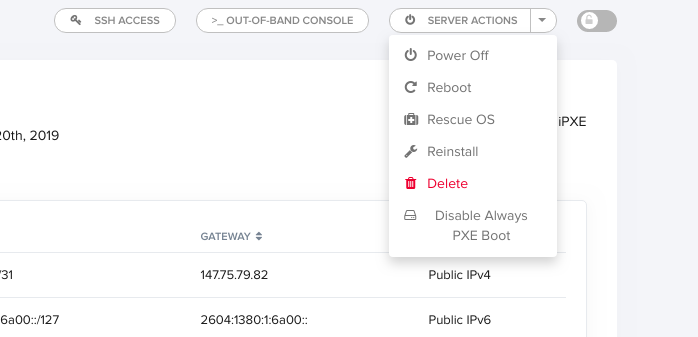 SSH ACCESS
>_ OUT-OF-BAND CONSOLE
SERVER ACTIONS
Power Off
Reboot
Rescue OS
Reinstall
Delete
Disable Always
PXE Boot
20th, 2019
iPXE
GATEWAY
/31
147.75.79.82
Public IPv4
6a00::/127
2604:1380:1:6a00::
Public IPv6